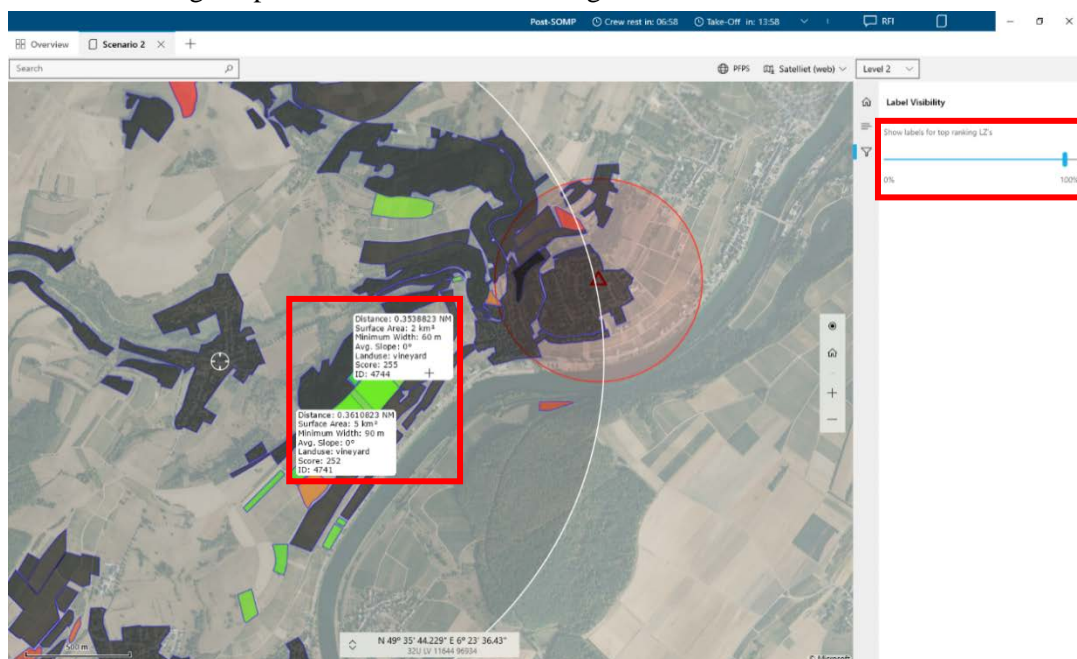 Post-SOMP Crew rest in: 06:58 Take-Off in: 13:58 RFI
Overview Scenario 2
Search
PFPS Satelliet (web) Level 2
Label Visibility
Show labels for top ranking LZ's
0% 100%
Distance: 0.3538823 NM
Surface Area: 2 km²
Minimum Width: 60 m
Avg. Slope: 0°
Landuse: vineyard
Score: 255
ID: 4744
Distance: 0.3610823 NM
Surface Area: 5 km²
Minimum Width: 90 m
Avg. Slope: 0°
Landuse: vineyard
Score: 252
ID: 4741
N 49° 35' 44.229" E 6° 23' 36.43"
32U LV 11644 96934
500 m
© Microsoft